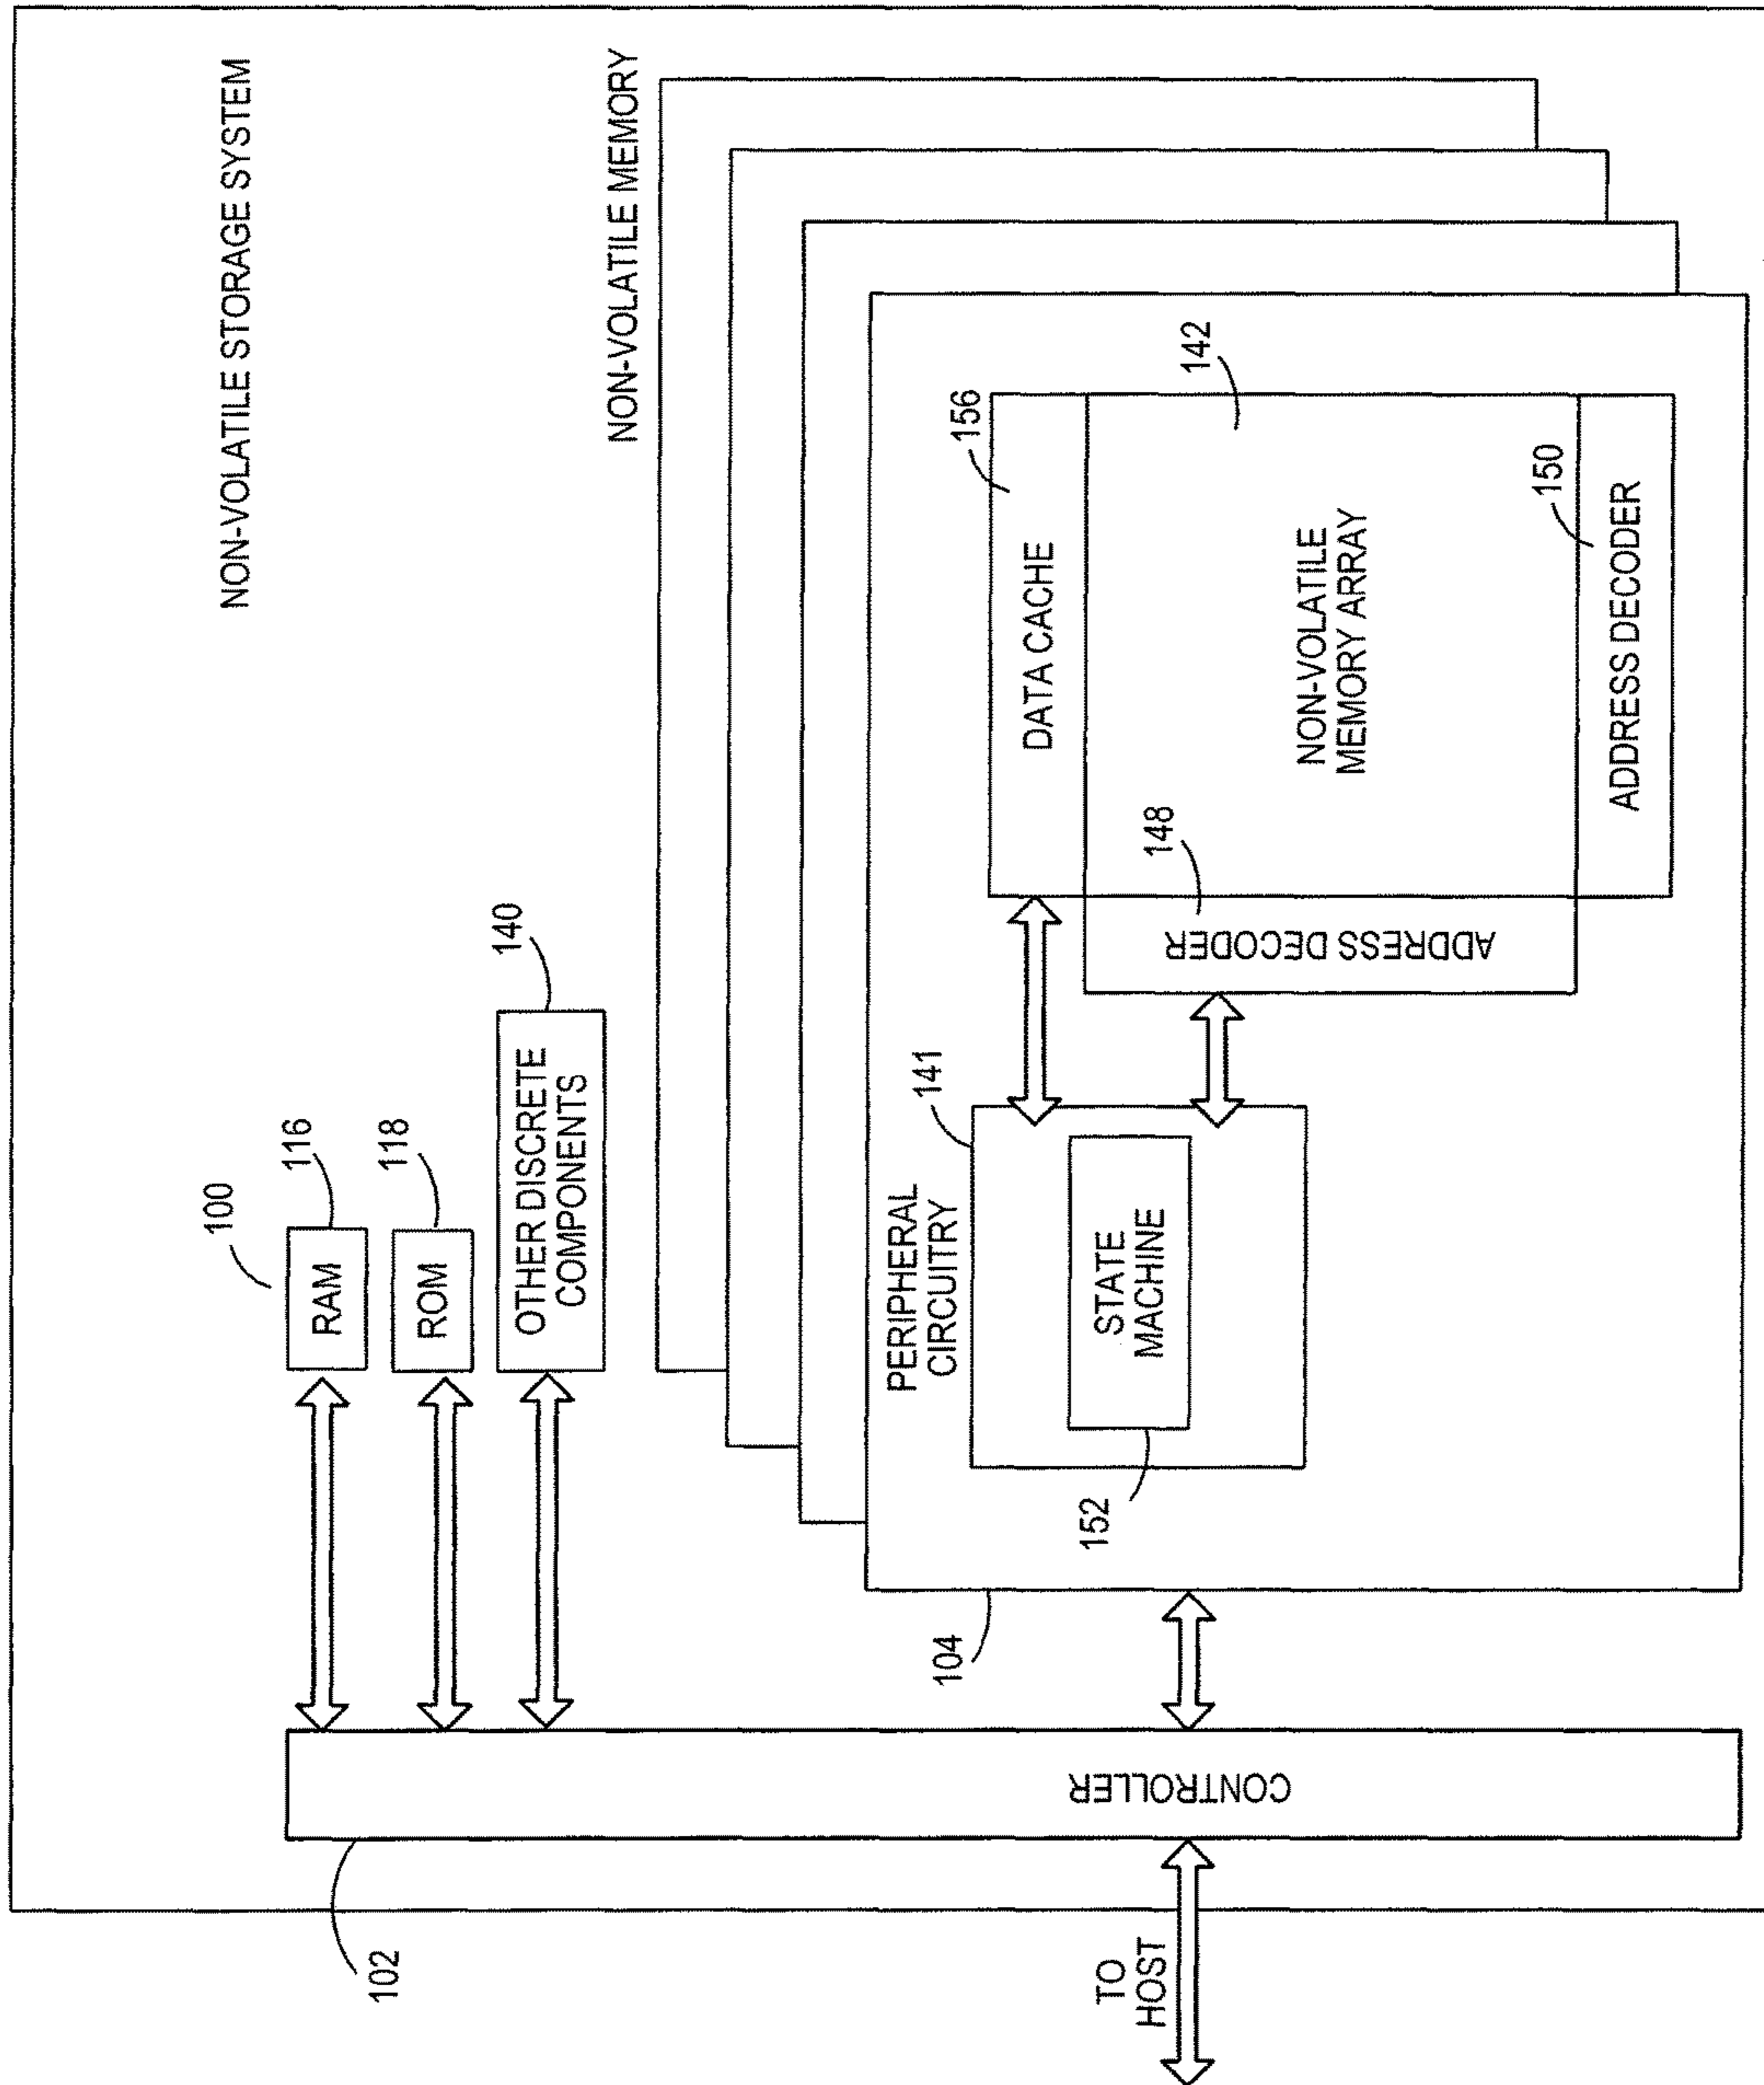 NON-VOLATILE STORAGE SYSTEM
100
116
RAM
118
ROM
140
OTHER DISCRETE
COMPONENTS
NON-VOLATILE MEMORY
102
CONTROLLER
TO
HOST
104
PERIPHERAL
CIRCUITRY
141
STATE
MACHINE
152
156
DATA CACHE
142
NON-VOLATILE
MEMORY ARRAY
148
ADDRESS DECODER
150
ADDRESS DECODER